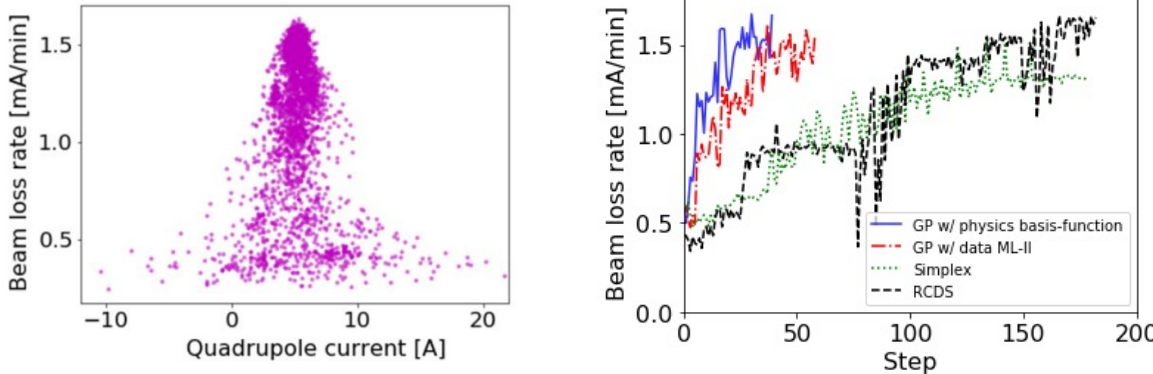 Beam loss rate [mA/min]
1.5
1.0
0.5
−10
0
10
20
Quadrupole current [A]
Beam loss rate [mA/min]
1.5
1.0
0.5
0.0
0
50
100
150
200
Step
GP w/ physics basis-function
GP w/ data ML-II
Simplex
RCDS